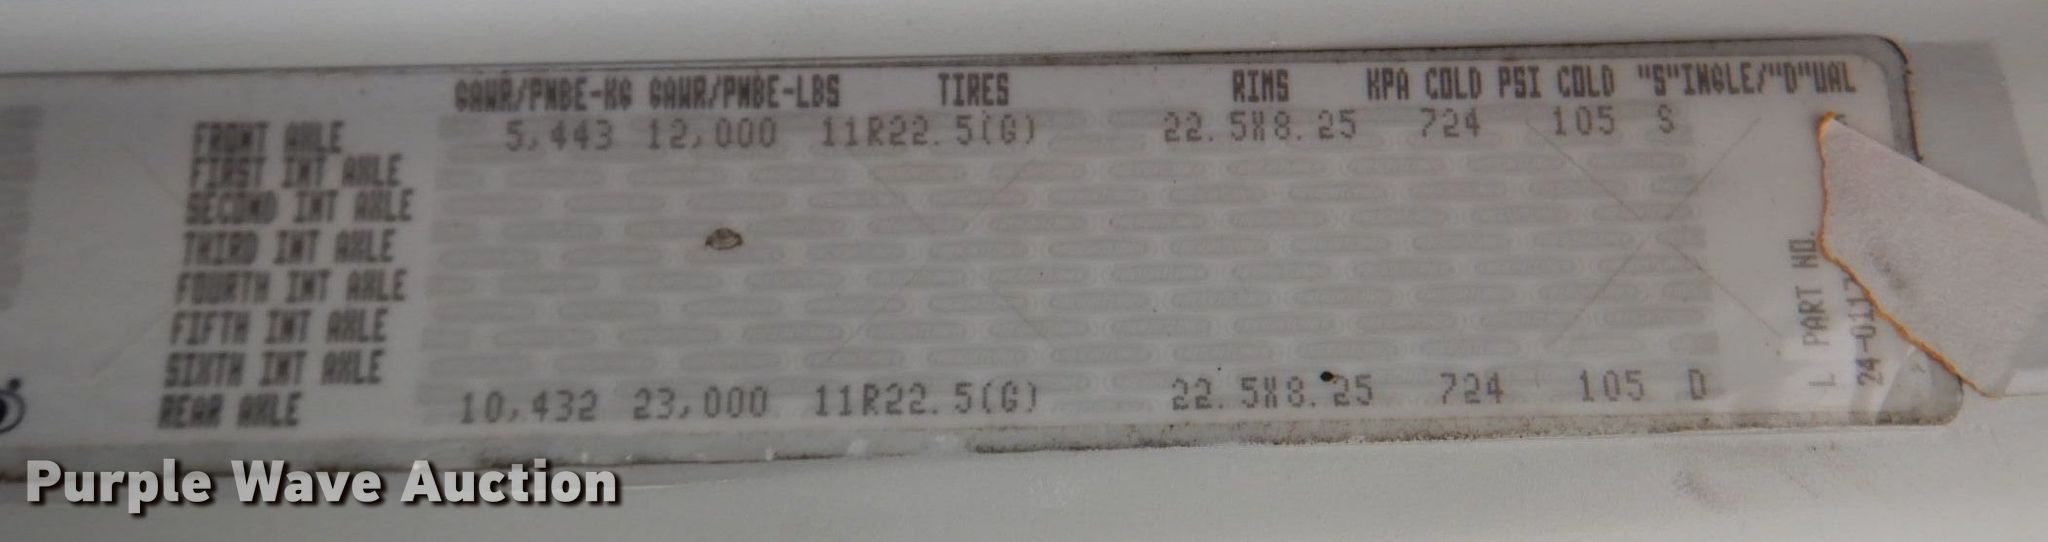 GAWR/PNBE-KG GAWR/PNBE-LBS TIRES RIMS KPA COLD PSI COLD "S"INGLE/"D"UAL
FRONT AXLE 5,443 12,000 11R22.5(G) 22.5X8.25 724 105 S
FIRST INT AXLE
SECOND INT AXLE
THIRD INT AXLE
FOURTH INT AXLE
FIFTH INT AXLE
SIXTH INT AXLE
REAR AXLE 10,432 23,000 11R22.5(G) 22.5X8.25 724 105 D
L PART NO.
24-0117
Purple Wave Auction